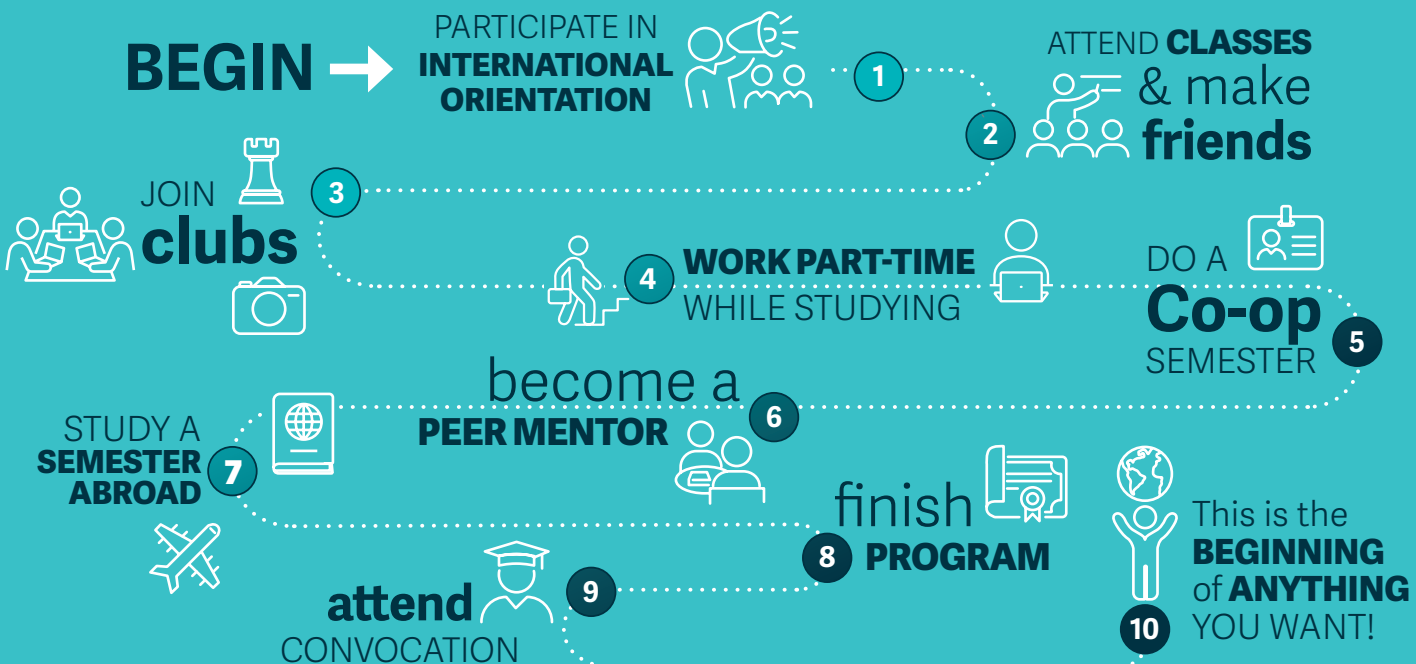 BEGIN
PARTICIPATE IN
INTERNATIONAL
ORIENTATION
1
2
ATTEND CLASSES
& make
friends
JOIN
clubs
3
4
WORK PART-TIME
WHILE STUDYING
DO A
Co-op
SEMESTER
5
become a
PEER MENTOR
6
STUDY A
SEMESTER
ABROAD
7
finish
8 PROGRAM
attend
CONVOCATION
9
This is the
BEGINNING
of ANYTHING
YOU WANT!
10